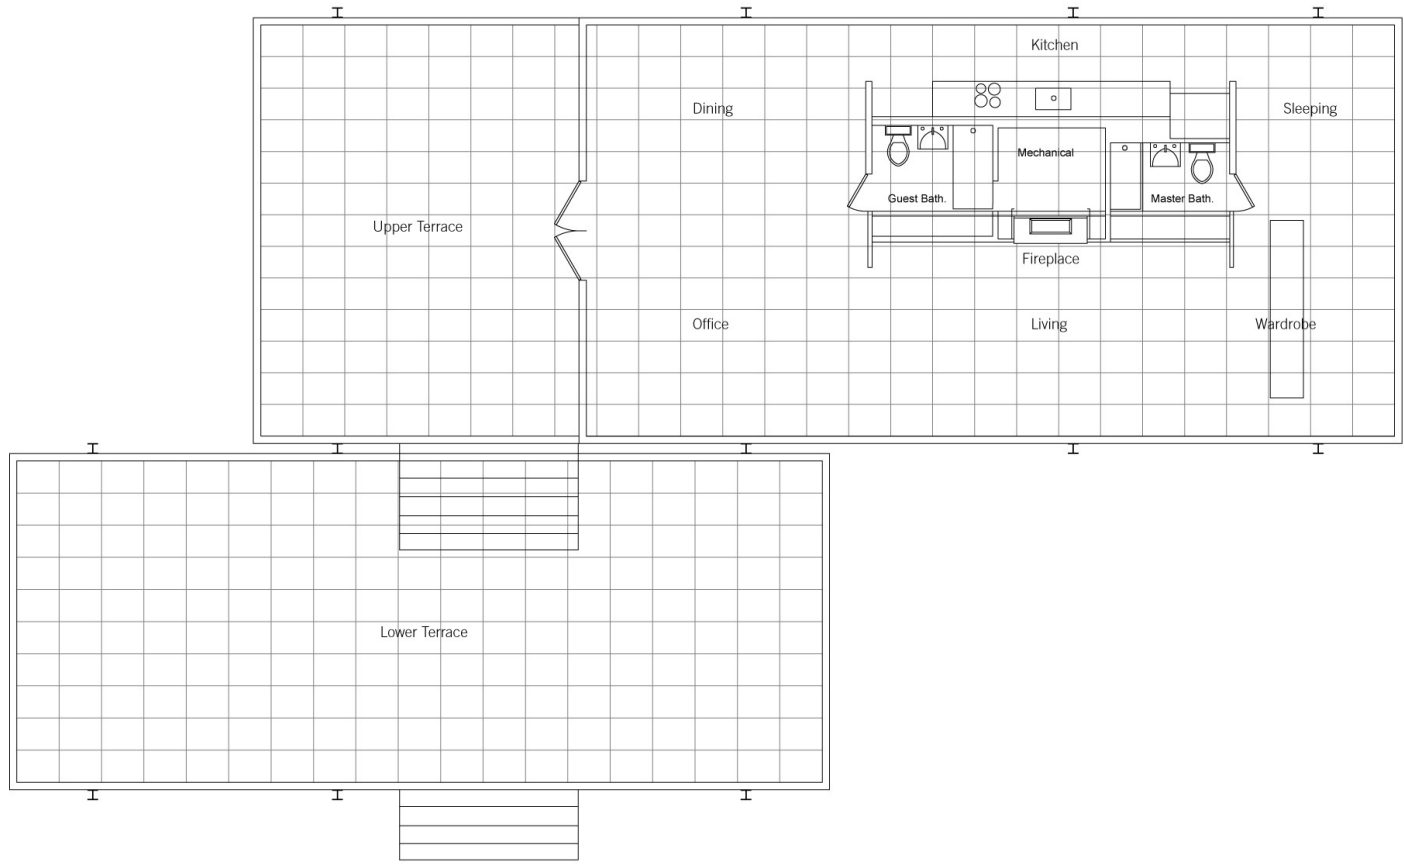 Kitchen
Dining
Sleeping
Mechanical
Guest Bath.
Master Bath.
Upper Terrace
Fireplace
Office
Living
Wardrobe
Lower Terrace